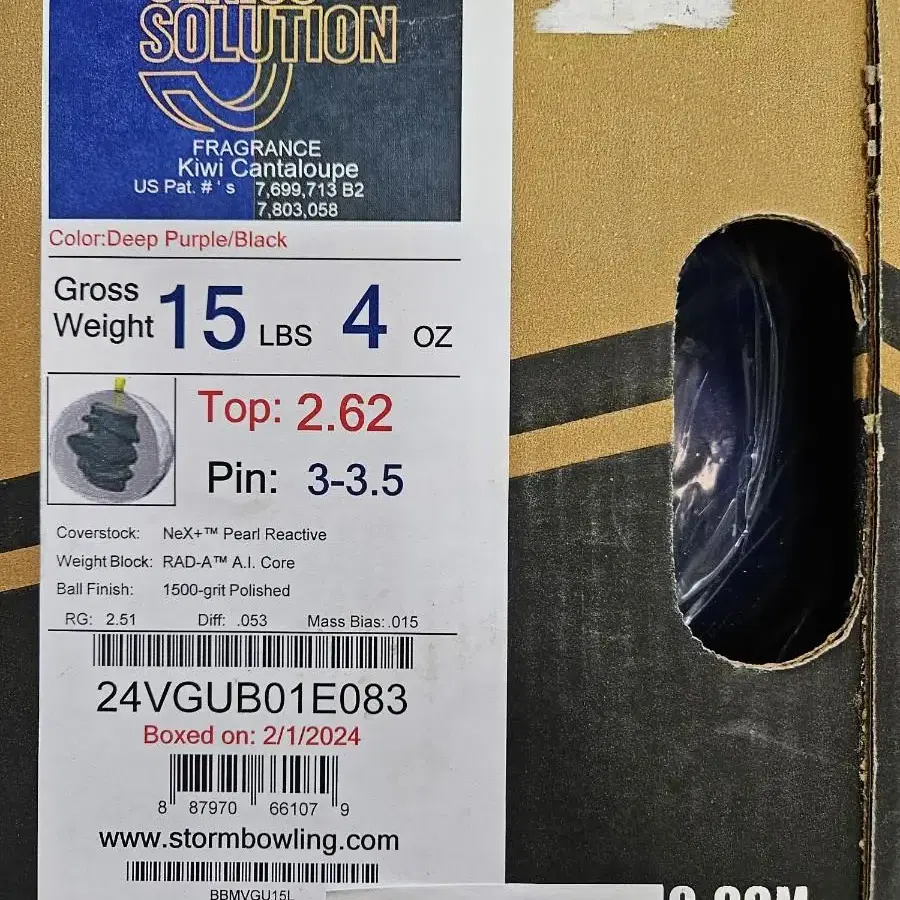 SOLUTION
FRAGRANCE
Kiwi Cantaloupe
US Pat. # ' s 7,699,713 B2
7,803,058
Color:Deep Purple/Black
Gross Weight 15 LBS 4 OZ
Top: 2.62
Pin: 3-3.5
Coverstock: NeX+™ Pearl Reactive
Weight Block: RAD-A™ A.I. Core
Ball Finish: 1500-grit Polished
RG: 2.51 Diff: .053 Mass Bias: .015
24VGUB01E083
Boxed on: 2/1/2024
8 87970 66107 9
www.stormbowling.com
BBMVGU15L